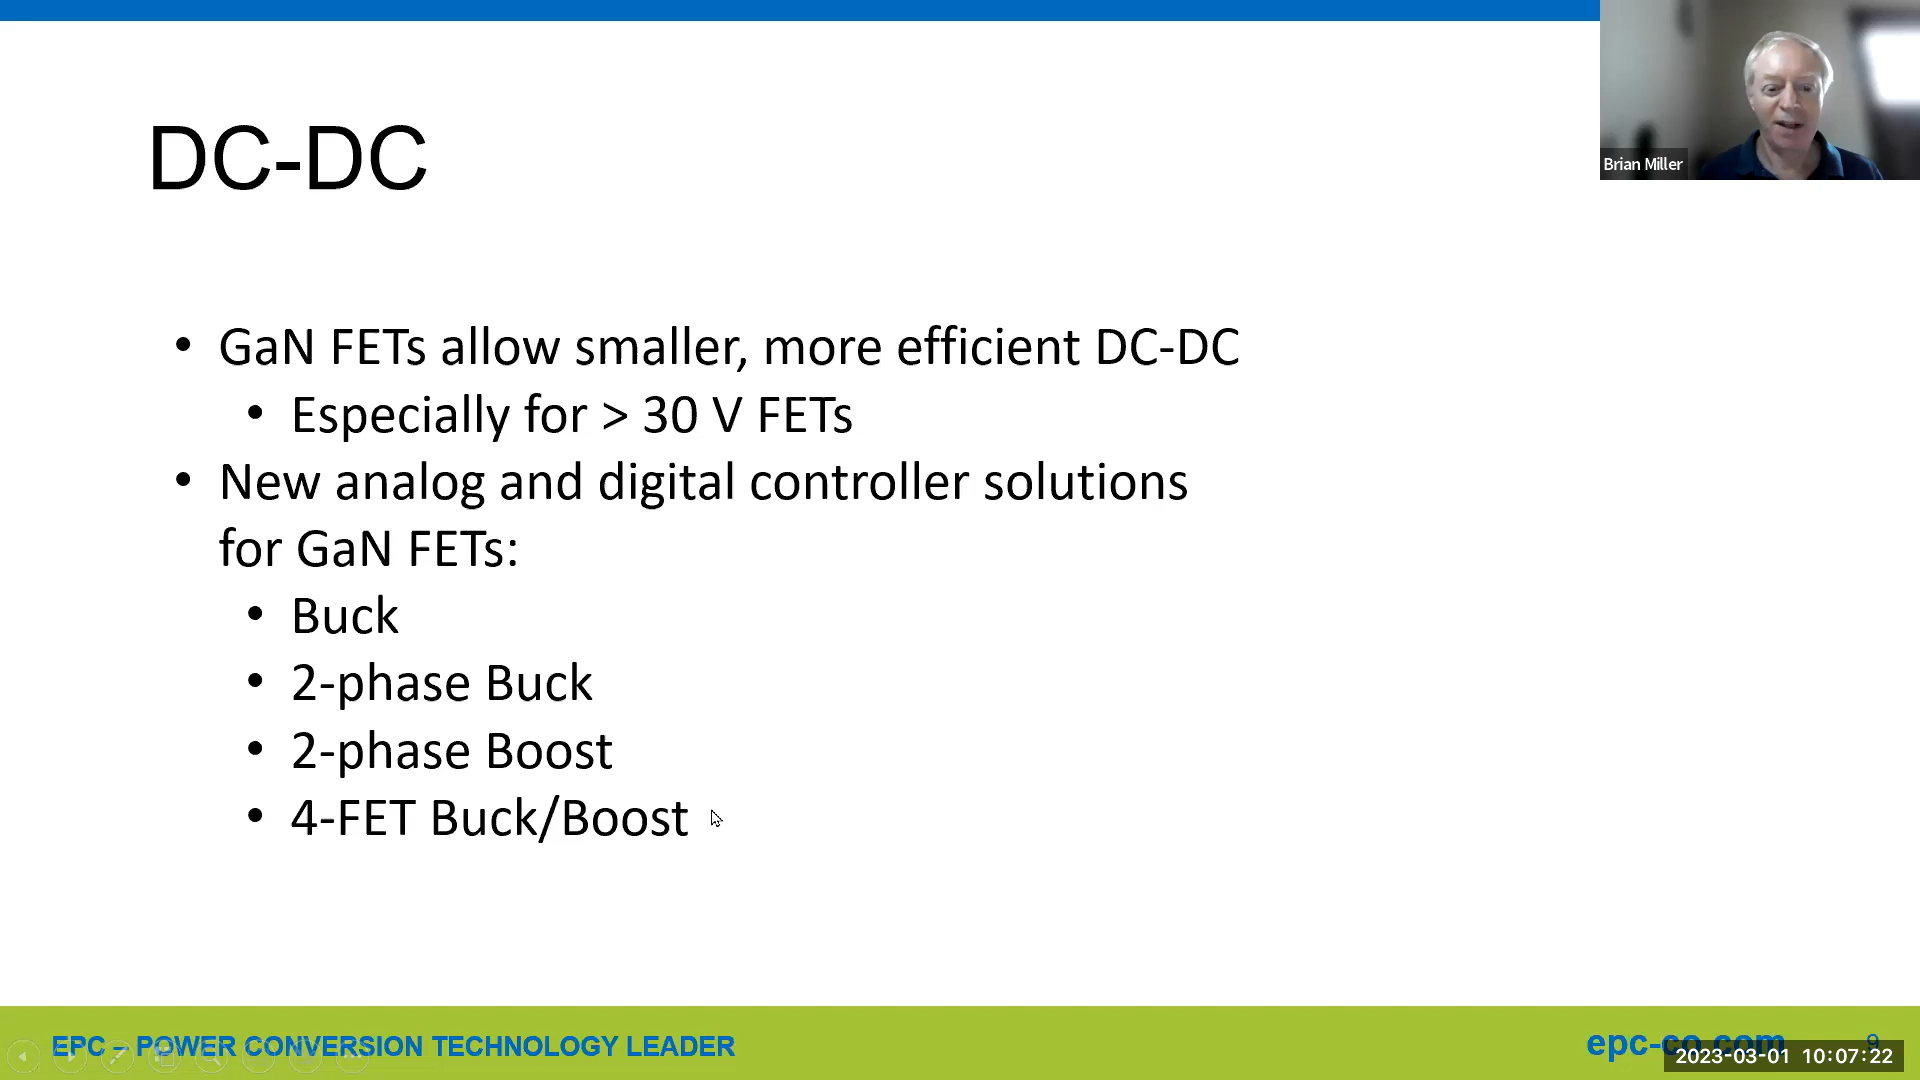 DC-DC
Brian Miller
• GaN FETs allow smaller, more efficient DC-DC
• Especially for > 30 V FETs
• New analog and digital controller solutions
for GaN FETs:
• Buck
• 2-phase Buck
• 2-phase Boost
• 4-FET Buck/Boost
EPC – POWER CONVERSION TECHNOLOGY LEADER
epc-co.com
9
2023-03-01 10:07:22